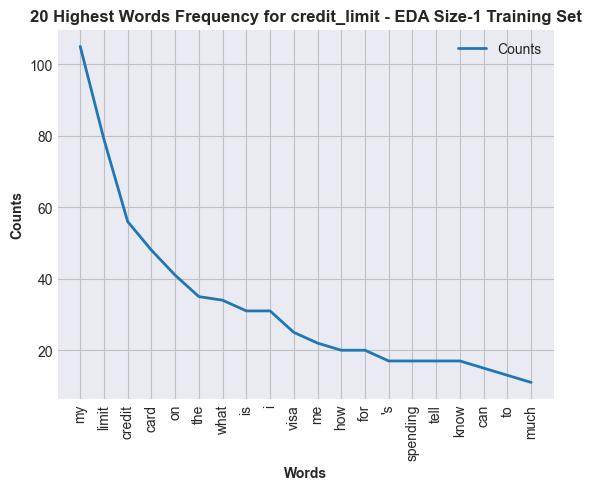 20 Highest Words Frequency for credit_limit - EDA Size-1 Training Set
Counts
100
80
60
40
20
Counts
my
limit
credit
card
on
the
what
is
i
visa
me
how
for
's
spending
tell
know
can
to
much
Words